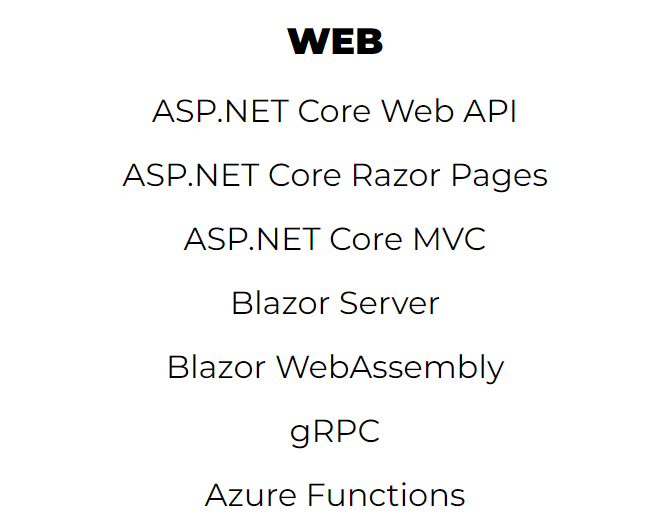 WEB
ASP.NET Core Web API
ASP.NET Core Razor Pages
ASP.NET Core MVC
Blazor Server
Blazor WebAssembly
gRPC
Azure Functions